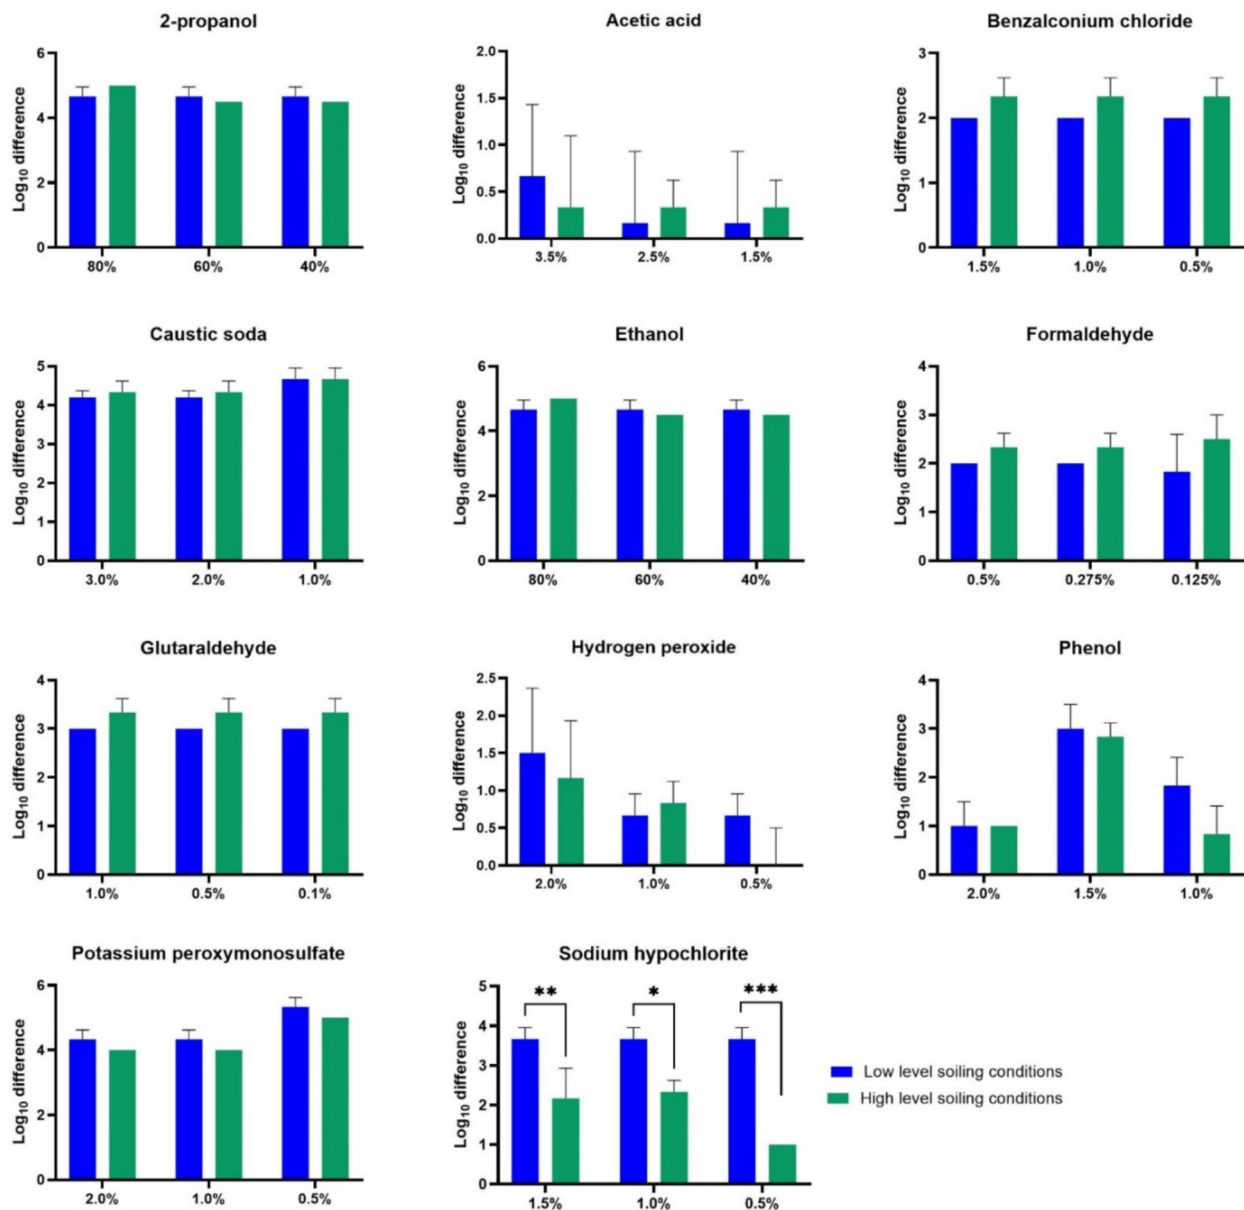 2-propanol
Log10 difference
6
4
2
0
80% 60% 40%
Acetic acid
Log10 difference
2.0
1.5
1.0
0.5
0.0
3.5% 2.5% 1.5%
Benzalconium chloride
Log10 difference
3
2
1
0
1.5% 1.0% 0.5%
Caustic soda
Log10 difference
5
4
3
2
1
0
3.0% 2.0% 1.0%
Ethanol
Log10 difference
6
4
2
0
80% 60% 40%
Formaldehyde
Log10 difference
4
3
2
1
0
0.5% 0.275% 0.125%
Glutaraldehyde
Log10 difference
4
3
2
1
0
1.0% 0.5% 0.1%
Hydrogen peroxide
Log10 difference
2.5
2.0
1.5
1.0
0.5
0.0
2.0% 1.0% 0.5%
Phenol
Log10 difference
4
3
2
1
0
2.0% 1.5% 1.0%
Potassium peroxymonosulfate
Log10 difference
6
4
2
0
2.0% 1.0% 0.5%
Sodium hypochlorite
Log10 difference
5
4
3
2
1
0
** * ***
1.5% 1.0% 0.5%
Low level soiling conditions
High level soiling conditions